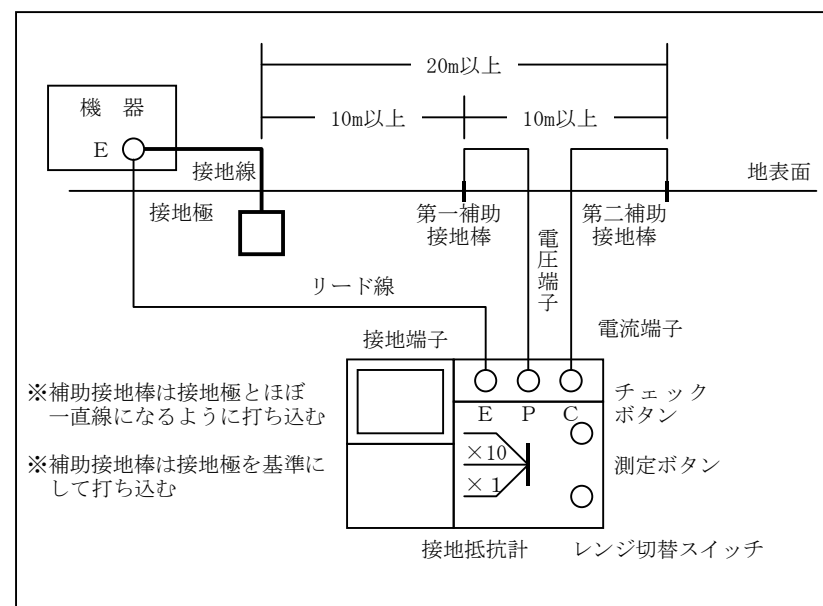 20m以上
機 器
10m以上
10m以上
E
接地線
地表面
接地極
第一補助
接地棒
第二補助
接地棒
電圧端子
リード線
電流端子
接地端子
※補助接地棒は接地極とほぼ
一直線になるように打ち込む
チェック
ボタン
E P C
※補助接地棒は接地極を基準に
して打ち込む
×10
測定ボタン
×1
接地抵抗計
レンジ切替スイッチ